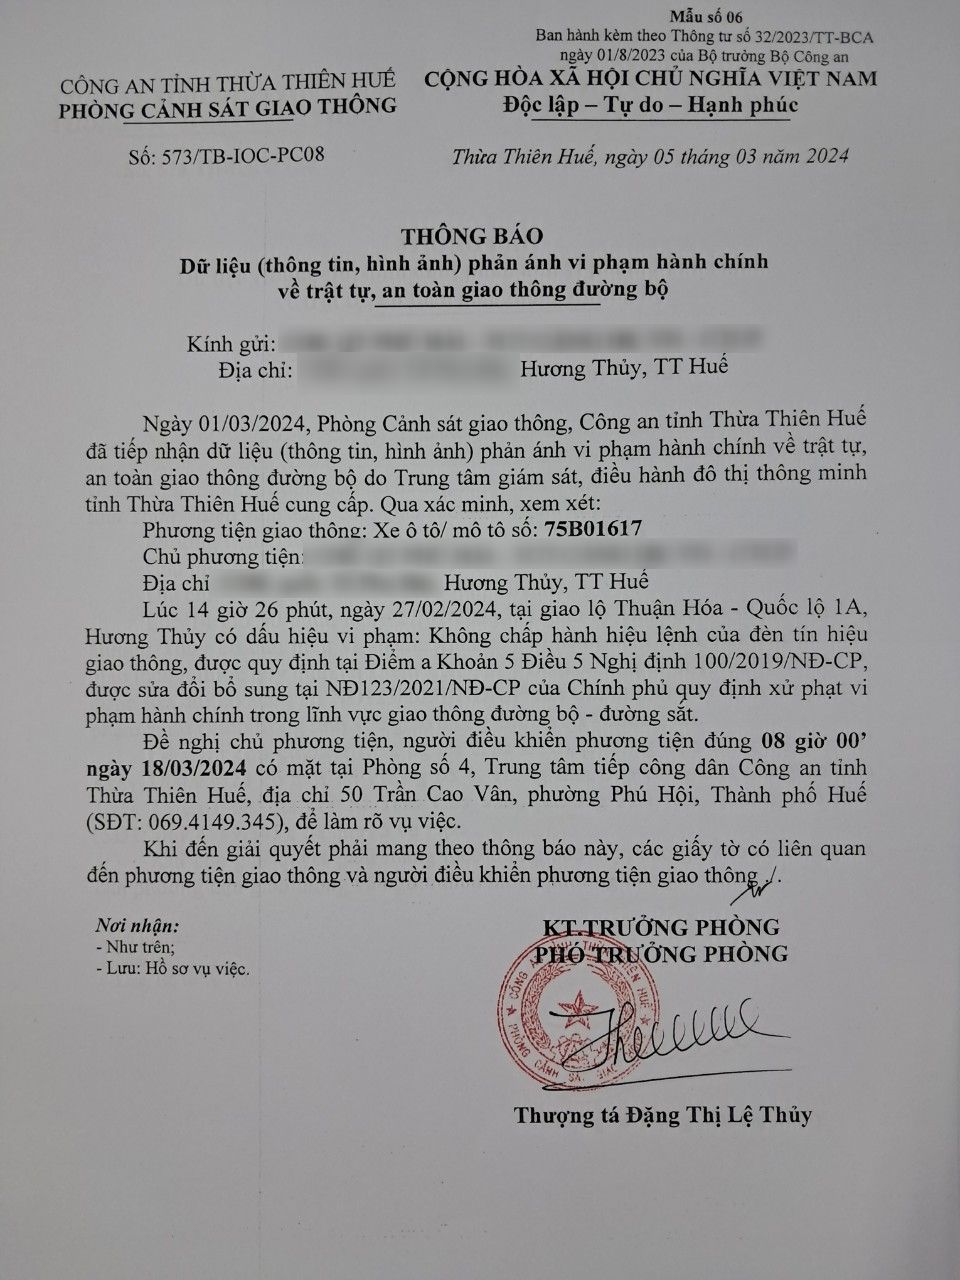 Mẫu số 06
Ban hành kèm theo Thông tư số 32/2023/TT-BCA
ngày 01/8/2023 của Bộ trưởng Bộ Công an
CÔNG AN TỈNH THỪA THIÊN HUẾ
PHÒNG CẢNH SÁT GIAO THÔNG
CỘNG HÒA XÃ HỘI CHỦ NGHĨA VIỆT NAM
Độc lập – Tự do – Hạnh phúc
Số: 573/TB-IOC-PC08
Thừa Thiên Huế, ngày 05 tháng 03 năm 2024
THÔNG BÁO
Dữ liệu (thông tin, hình ảnh) phản ánh vi phạm hành chính
về trật tự, an toàn giao thông đường bộ
Kính gửi:
Địa chỉ: Hương Thủy, TT Huế
Ngày 01/03/2024, Phòng Cảnh sát giao thông, Công an tỉnh Thừa Thiên Huế
đã tiếp nhận dữ liệu (thông tin, hình ảnh) phản ánh vi phạm hành chính về trật tự,
an toàn giao thông đường bộ do Trung tâm giám sát, điều hành đô thị thông minh
tỉnh Thừa Thiên Huế cung cấp. Qua xác minh, xem xét:
Phương tiện giao thông: Xe ô tô/ mô tô số: 75B01617
Chủ phương tiện:
Địa chỉ Hương Thủy, TT Huế
Lúc 14 giờ 26 phút, ngày 27/02/2024, tại giao lộ Thuận Hóa - Quốc lộ 1A,
Hương Thủy có dấu hiệu vi phạm: Không chấp hành hiệu lệnh của đèn tín hiệu
giao thông, được quy định tại Điểm a Khoản 5 Điều 5 Nghị định 100/2019/NĐ-CP,
được sửa đổi bổ sung tại NĐ123/2021/NĐ-CP của Chính phủ quy định xử phạt vi
phạm hành chính trong lĩnh vực giao thông đường bộ - đường sắt.
Đề nghị chủ phương tiện, người điều khiển phương tiện đúng 08 giờ 00’
ngày 18/03/2024 có mặt tại Phòng số 4, Trung tâm tiếp công dân Công an tỉnh
Thừa Thiên Huế, địa chỉ 50 Trần Cao Vân, phường Phú Hội, Thành phố Huế
(SĐT: 069.4149.345), để làm rõ vụ việc.
Khi đến giải quyết phải mang theo thông báo này, các giấy tờ có liên quan
đến phương tiện giao thông và người điều khiển phương tiện giao thông ./.
Nơi nhận:
- Như trên;
- Lưu: Hồ sơ vụ việc.
KT.TRƯỞNG PHÒNG
PHÓ TRƯỞNG PHÒNG
Thượng tá Đặng Thị Lệ Thủy